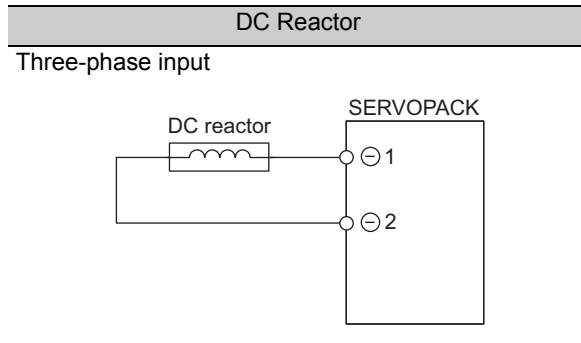 DC Reactor
Three-phase input
SERVOPACK
DC reactor
⊖1
⊖2